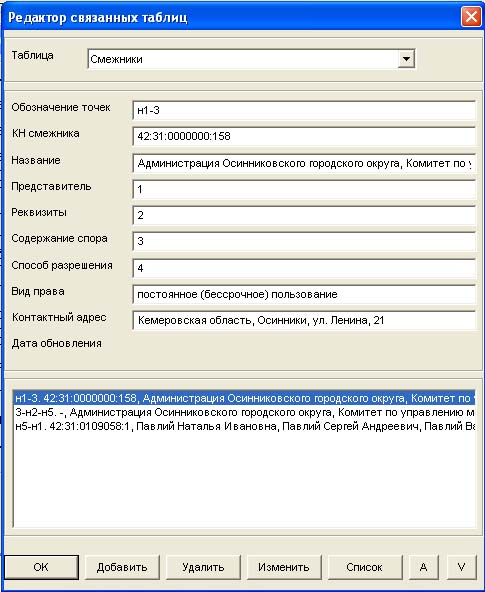 Редактор связанных таблиц
Таблица Смежники
Обозначение точек н1-3
КН смежника 42:31:0000000:158
Название Администрация Осинниковского городского округа, Комитет по
Представитель 1
Реквизиты 2
Содержание спора 3
Способ разрешения 4
Вид права постоянное (бессрочное) пользование
Контактный адрес Кемеровская область, Осинники, ул. Ленина, 21
Дата обновления
н1-3. 42:31:0000000:158, Администрация Осинниковского городского округа, Комитет по
3-н2-н5. -, Администрация Осинниковского городского округа, Комитет по управлению
н5-н1. 42:31:0109058:1, Павлий Наталья Ивановна, Павлий Сергей Андреевич, Павлий
OK Добавить Удалить Изменить Список Λ V